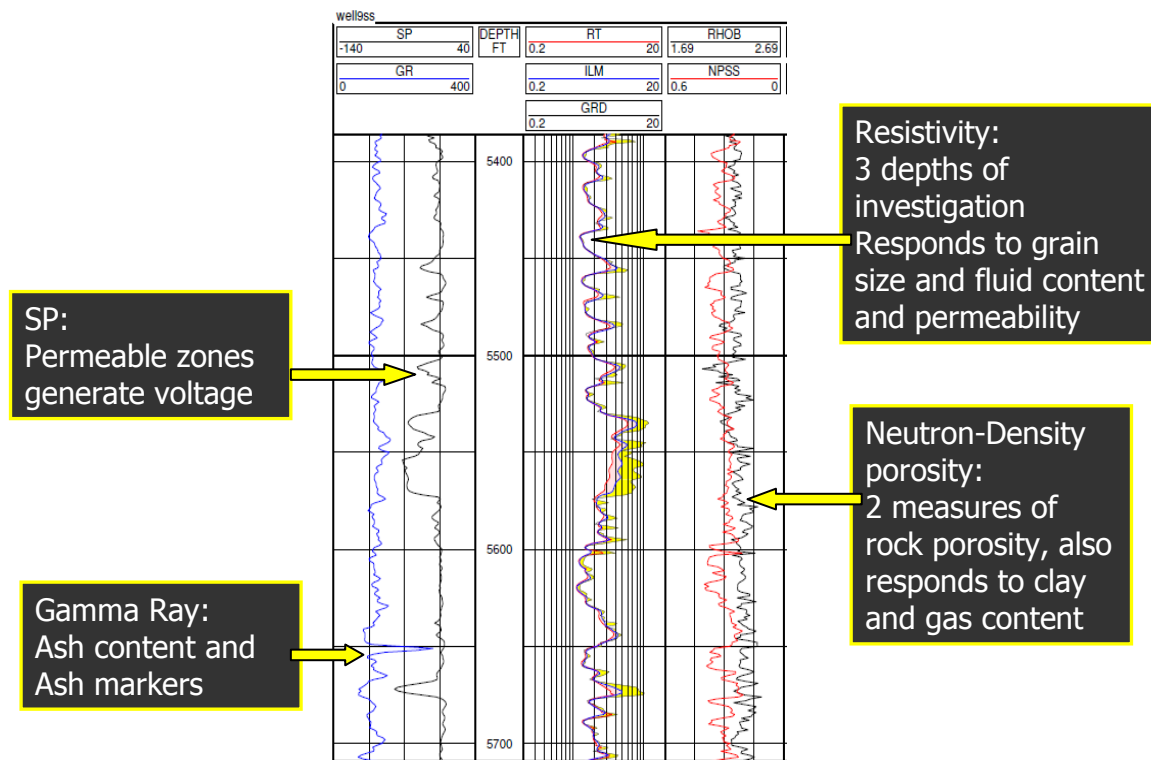 well9ss
SP
-140 40
DEPTH
FT
RT
0.2 20
RHOB
1.69 2.69
GR
0 400
ILM
0.2 20
NPSS
0.6 0
GRD
0.2 20
5400
5500
5600
5700
Resistivity:
3 depths of
investigation
Responds to grain
size and fluid content
and permeability
SP:
Permeable zones
generate voltage
Neutron-Density
porosity:
2 measures of
rock porosity, also
responds to clay
and gas content
Gamma Ray:
Ash content and
Ash markers